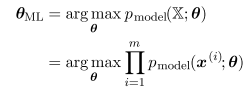 θ_ML = arg max_θ p_model(𝕏; θ)
= arg max_θ ∏_{i=1}^{m} p_model(x^{(i)}; θ)